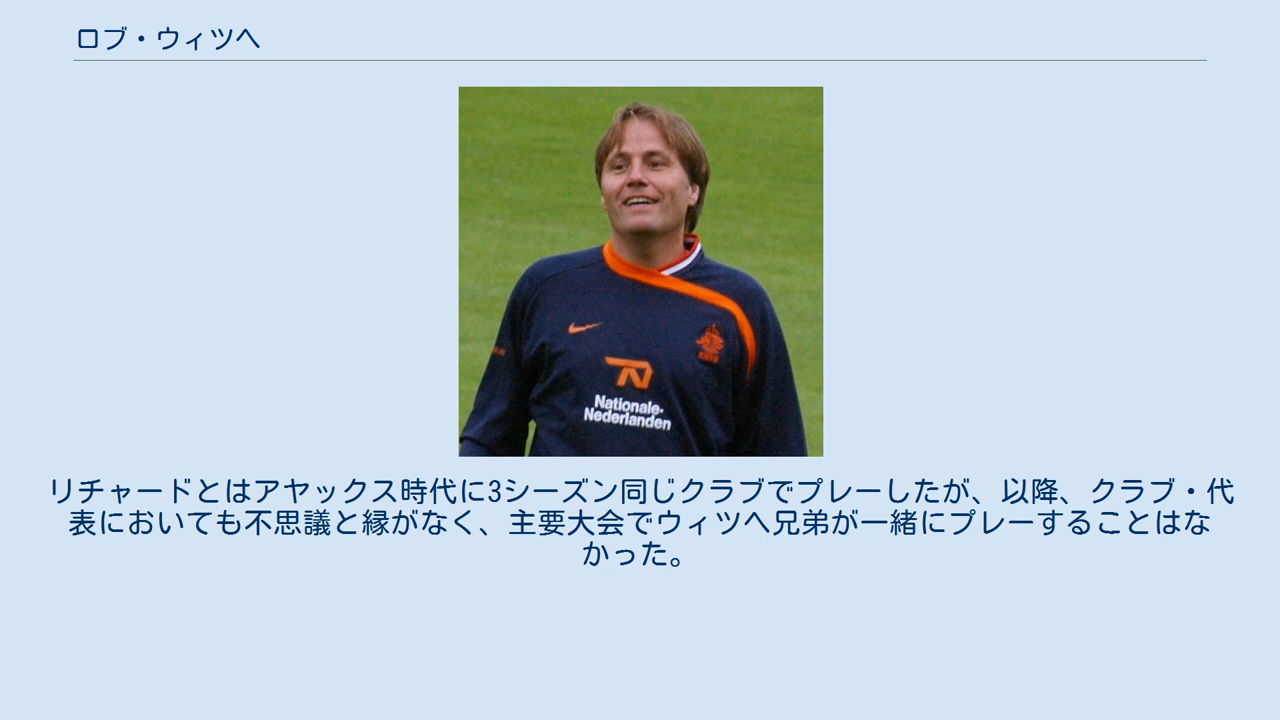 ロブ・ウィツヘ
Nationale-
Nederlanden
リチャードとはアヤックス時代に3シーズン同じクラブでプレーしたが、以降、クラブ・代
表においても不思議と縁がなく、主要大会でウィツヘ兄弟が一緒にプレーすることはな
かった。